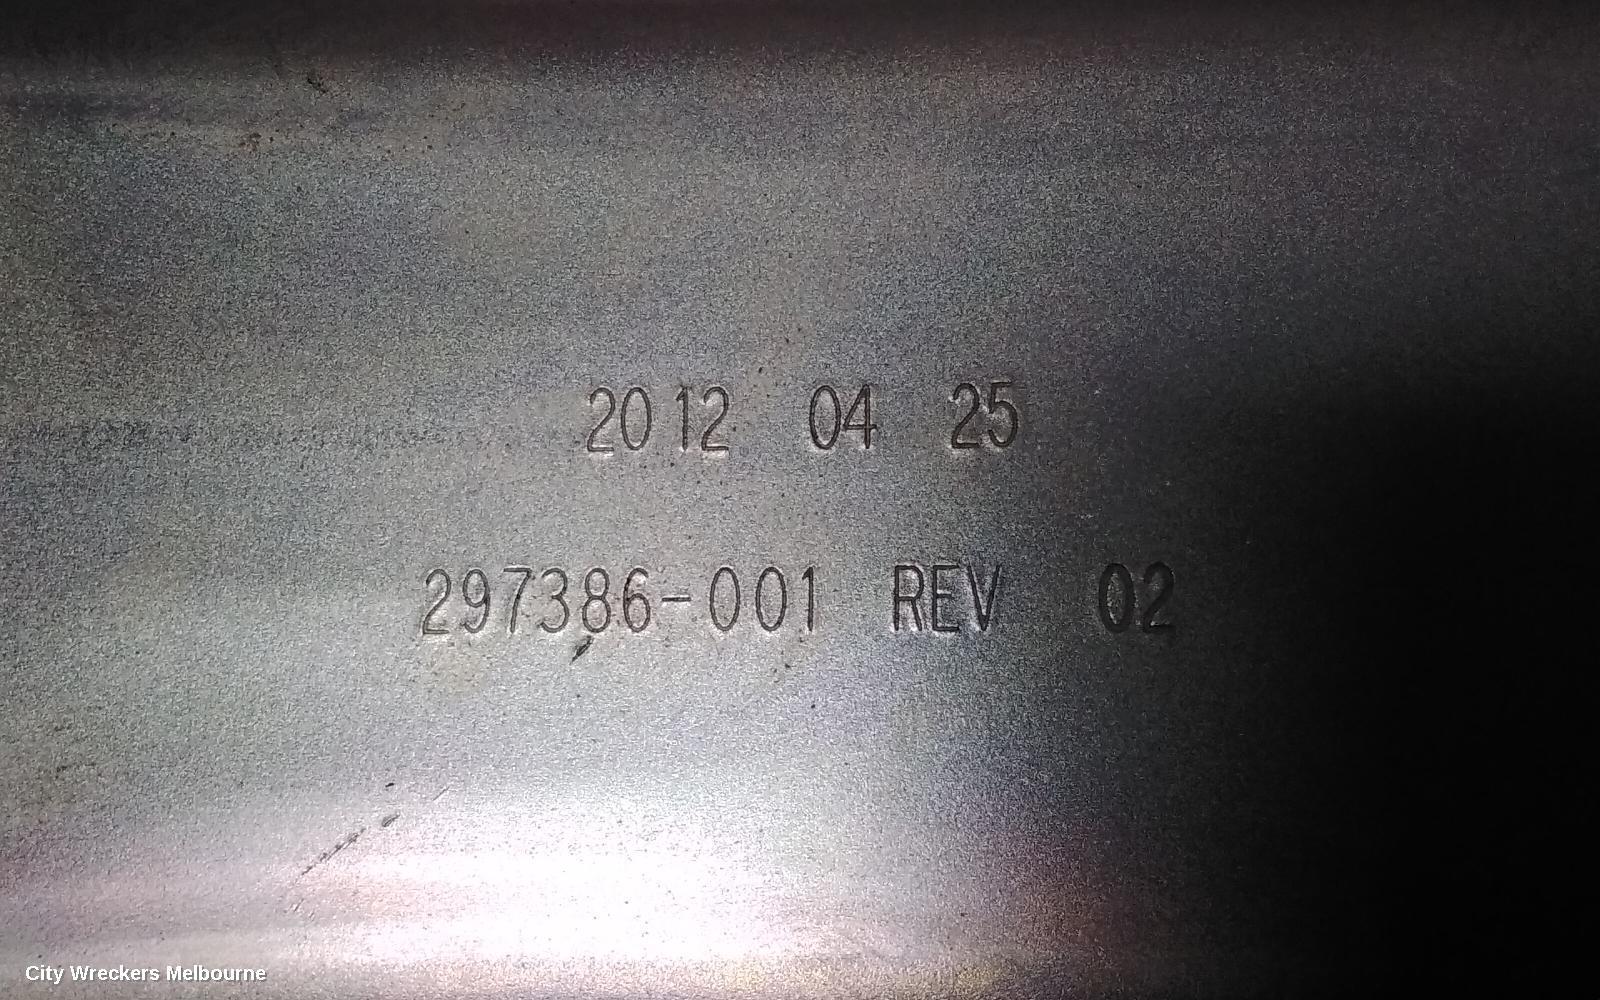 2012 04 25
297386-001 REV 02
City Wreckers Melbourne